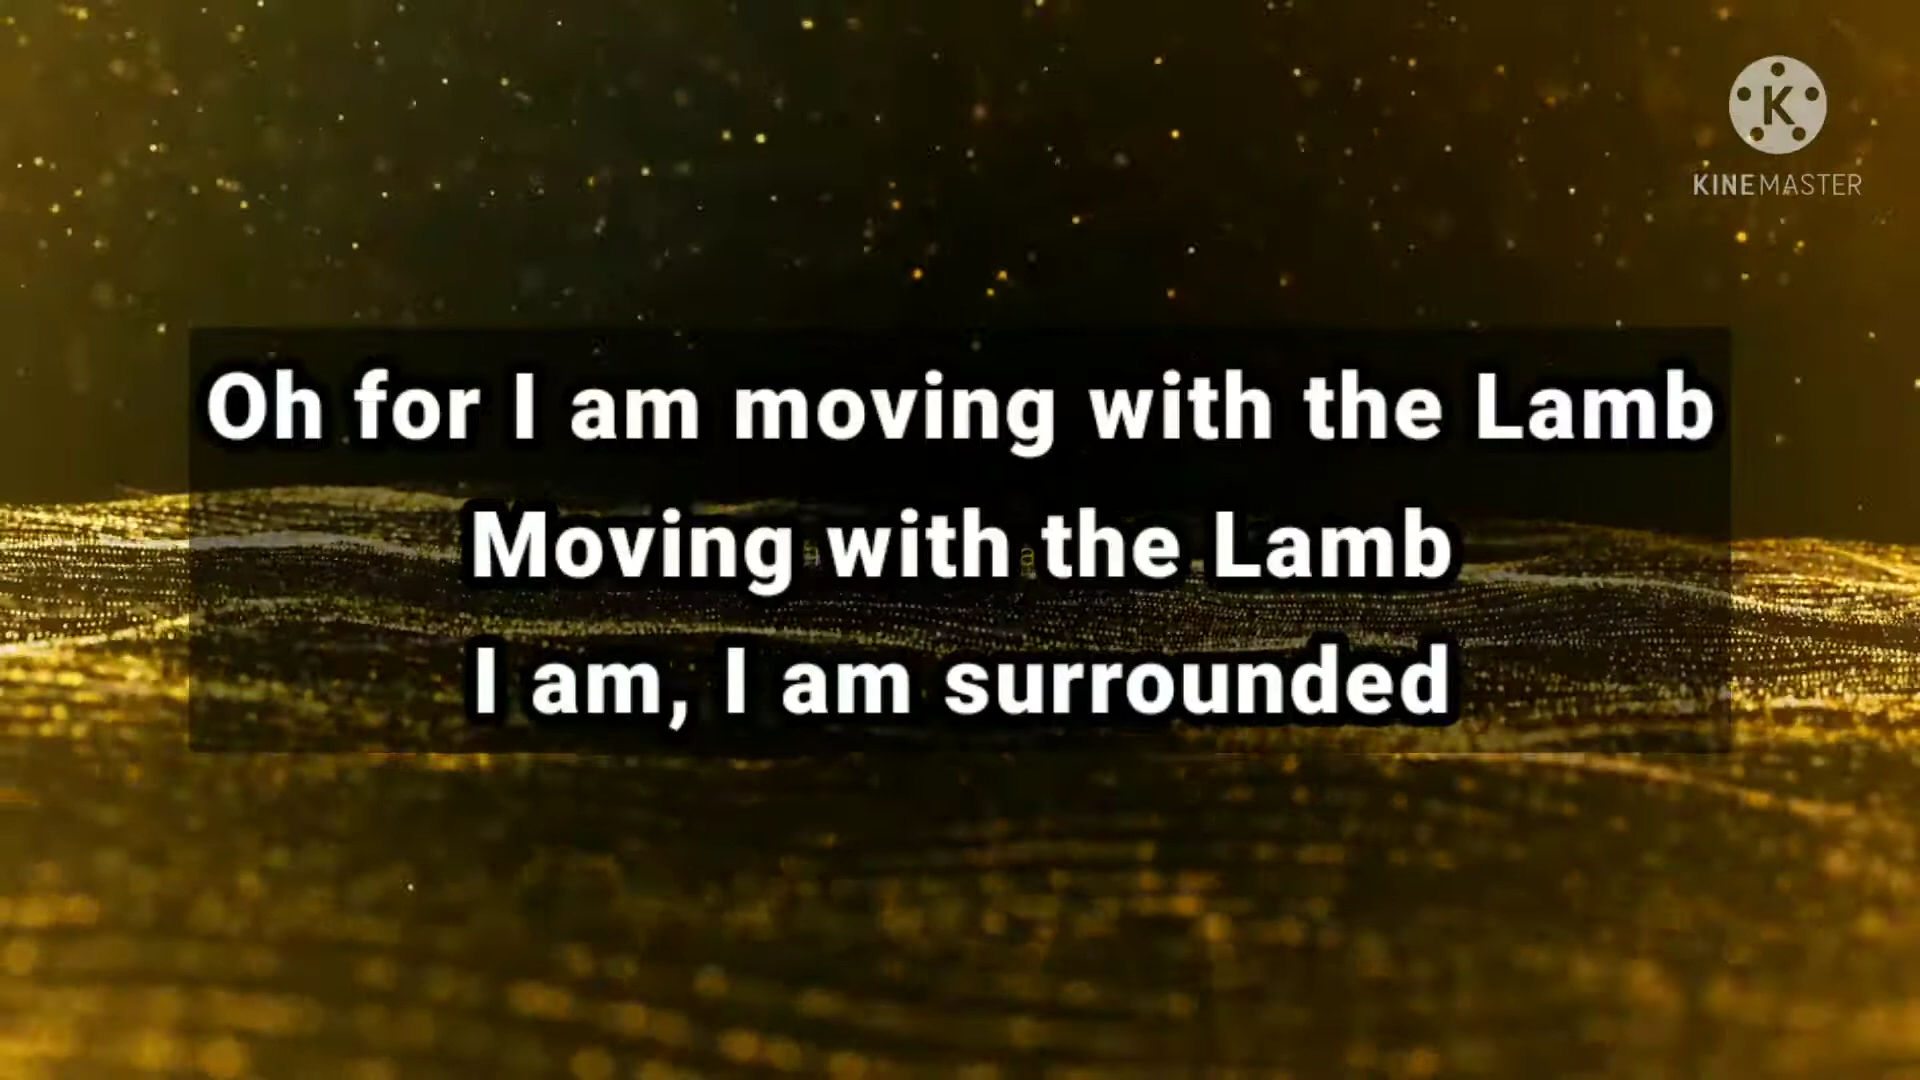 K
KINEMASTER
Oh for I am moving with the Lamb
Moving with the Lamb
I am, I am surrounded